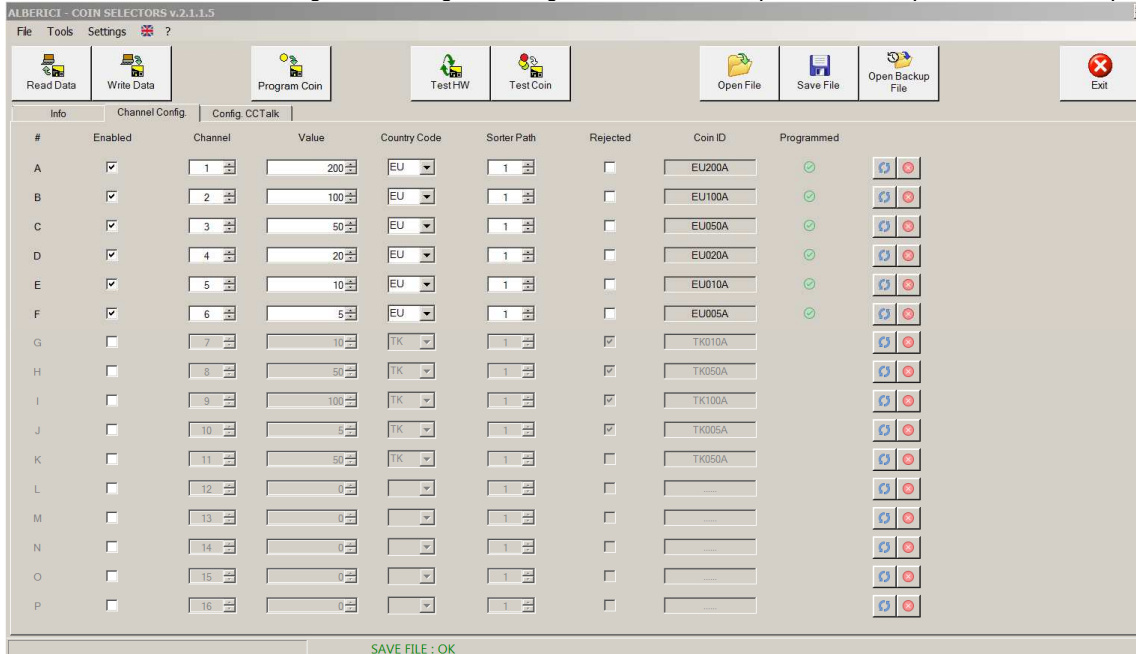 ALBERICI - COIN SELECTORS v.2.1.1.5
File Tools Settings ?
Read Data Write Data Program Coin Test HW Test Coin Open File Save File Open Backup File Exit
Info Channel Config. Config. CCTalk
# Enabled Channel Value Country Code Sorter Path Rejected Coin ID Programmed
A 1 200 EU 1 EU200A
B 2 100 EU 1 EU100A
C 3 50 EU 1 EU050A
D 4 20 EU 1 EU020A
E 5 10 EU 1 EU010A
F 6 5 EU 1 EU005A
G 7 10 TK 1 TK010A
H 8 50 TK 1 TK050A
I 9 100 TK 1 TK100A
J 10 5 TK 1 TK005A
K 11 50 TK 1 TK050A
L 12 0 1 ......
M 13 0 1 ......
N 14 0 1 ......
O 15 0 1 ......
P 16 0 1 ......
SAVE FILE : OK